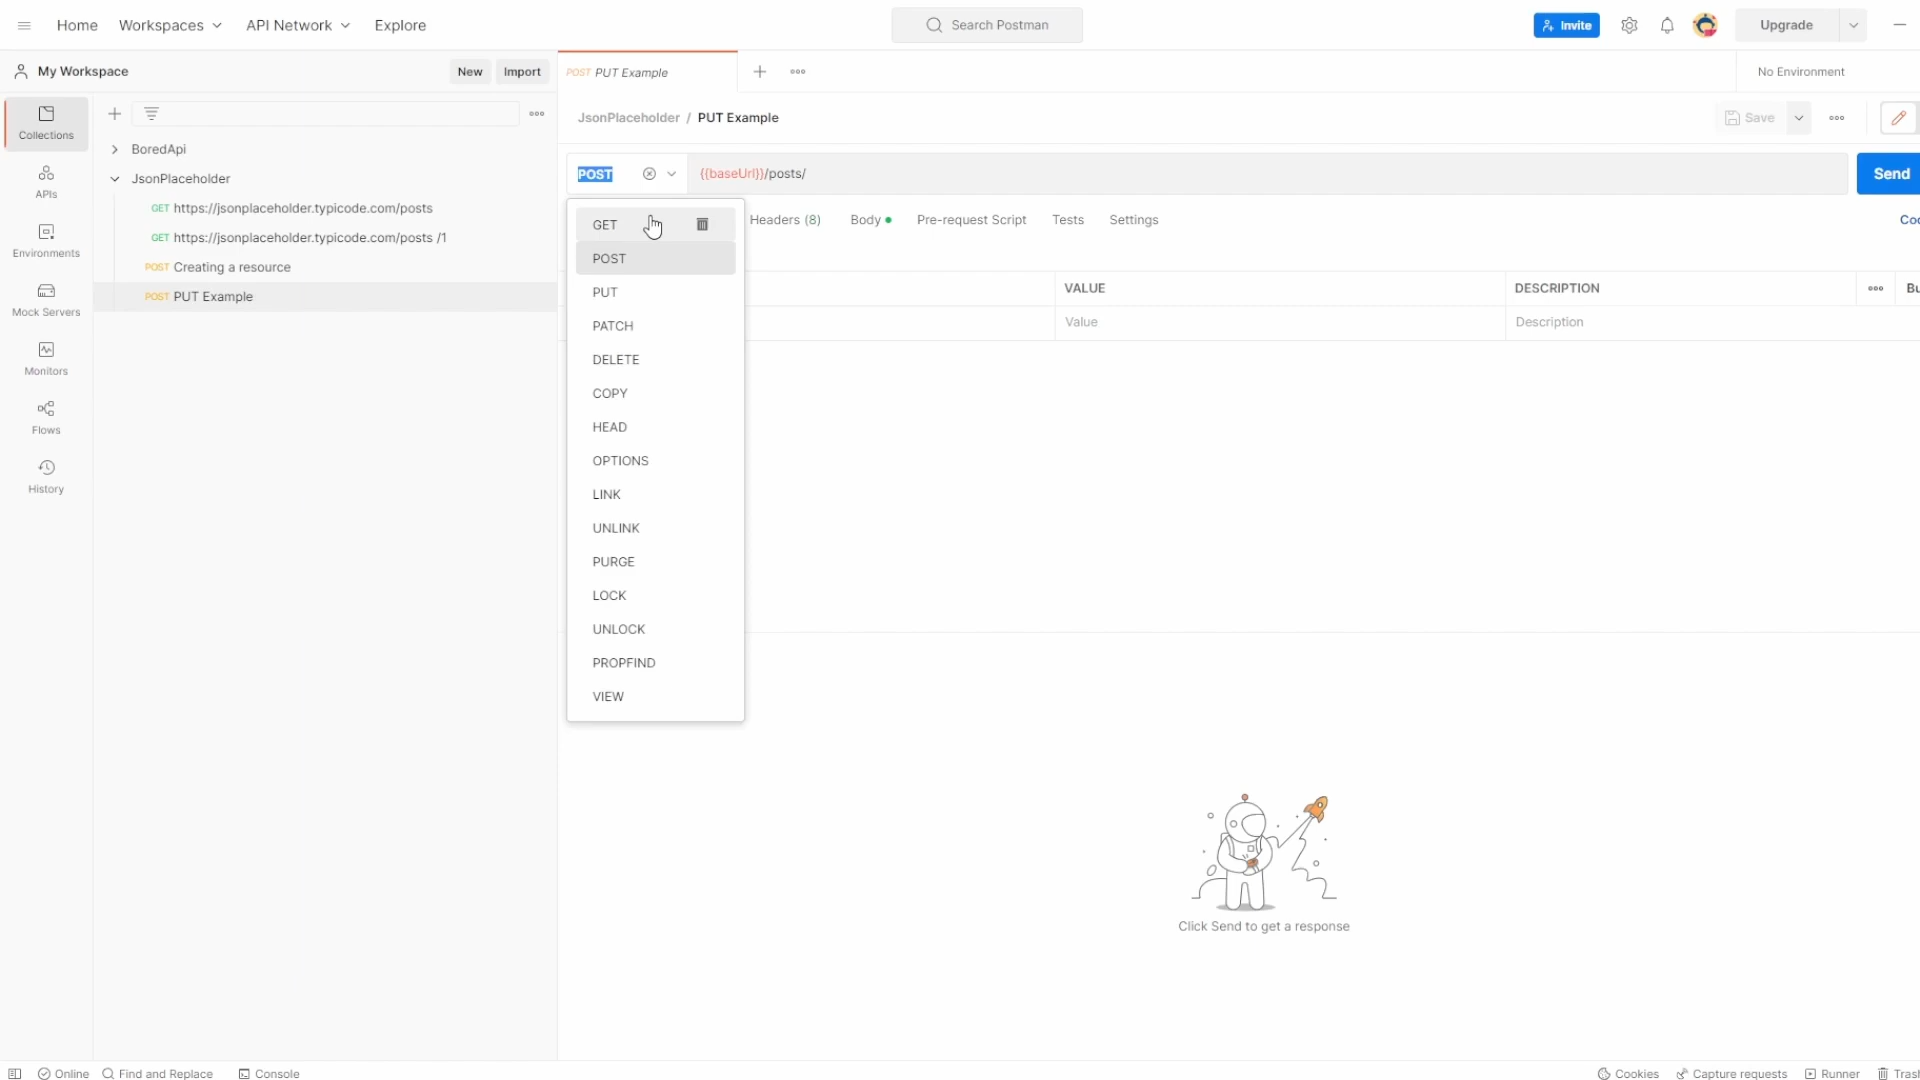 Home Workspaces API Network Explore Search Postman Invite Upgrade
My Workspace New Import POST PUT Example No Environment
Collections
JsonPlaceholder / PUT Example Save
BoredApi
JsonPlaceholder
POST {{baseUrl}}/posts/ Send
APIs
GET https://jsonplaceholder.typicode.com/posts
GET https://jsonplaceholder.typicode.com/posts /1
POST Creating a resource
POST PUT Example
Environments
Mock Servers
Monitors
Flows
History
Headers (8) Body Pre-request Script Tests Settings
VALUE DESCRIPTION
Value Description
GET
POST
PUT
PATCH
DELETE
COPY
HEAD
OPTIONS
LINK
UNLINK
PURGE
LOCK
UNLOCK
PROPFIND
VIEW
Click Send to get a response
Online Find and Replace Console Cookies Capture requests Runner